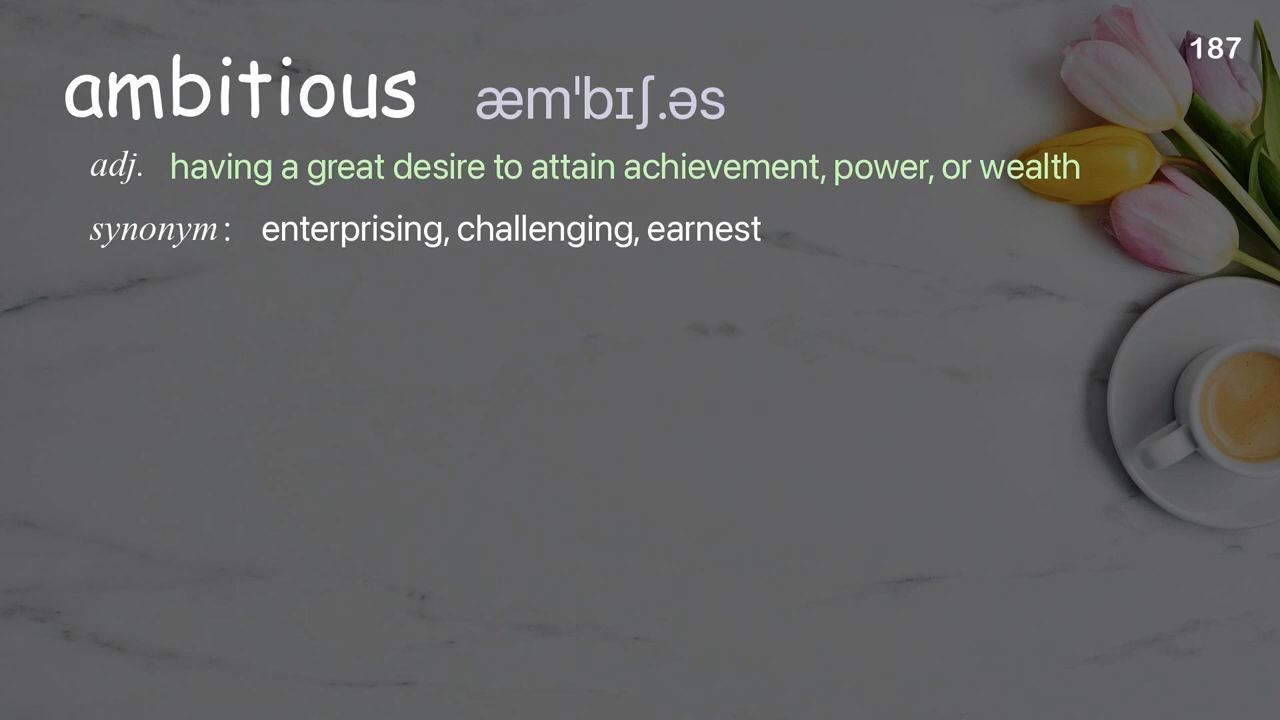 187
ambitious æm'bɪʃ.əs
adj. having a great desire to attain achievement, power, or wealth
synonym: enterprising, challenging, earnest